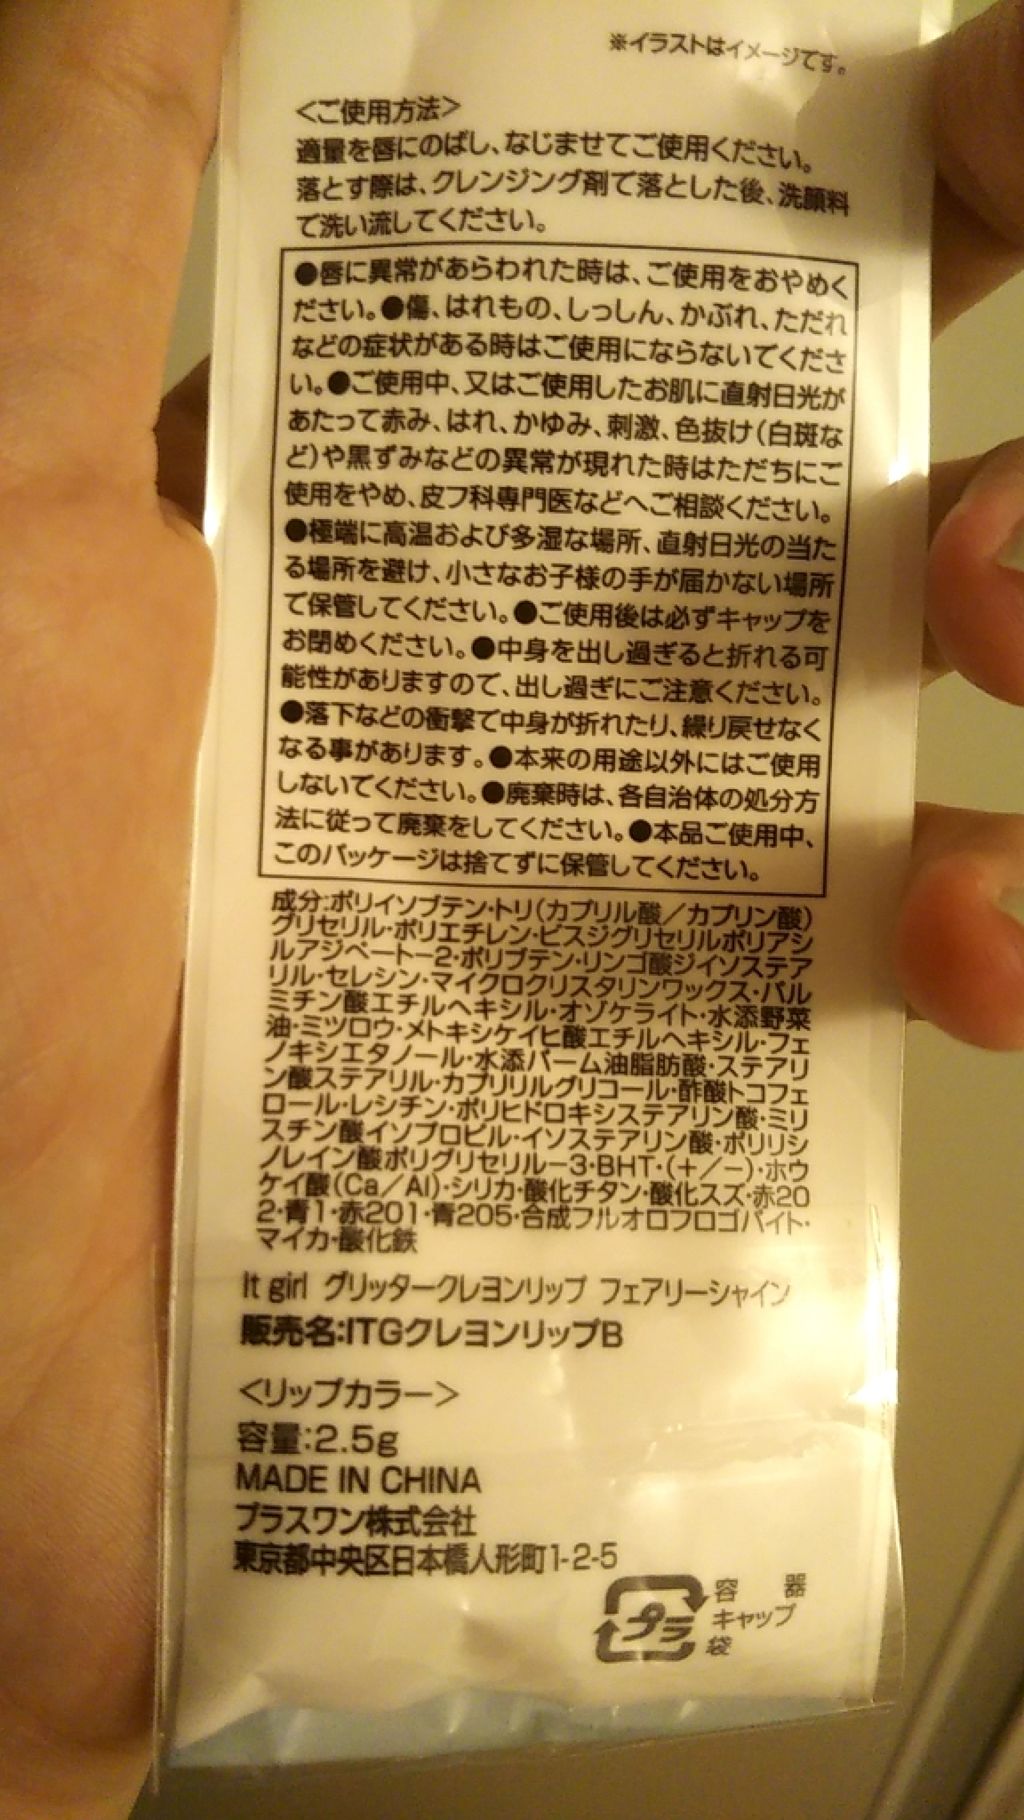 ※イラストはイメージです。
＜ご使用方法＞
適量を唇にのばし、なじませてご使用ください。
落とす際は、クレンジング剤で落とした後、洗顔料
で洗い流してください。
●唇に異常があらわれた時は、ご使用をおやめく
ださい。●傷、はれもの、しっしん、かぶれ、ただれ
などの症状がある時はご使用にならないでくださ
い。●ご使用中、又はご使用したお肌に直射日光が
あたって赤み、はれ、かゆみ、刺激、色抜け(白斑な
ど)や黒ずみなどの異常が現れた時はただちにご
使用をやめ、皮フ科専門医などへご相談ください。
●極端に高温および多湿な場所、直射日光の当た
る場所を避け、小さなお子様の手が届かない場所
で保管してください。●ご使用後は必ずキャップを
お閉めください。●中身を出し過ぎると折れる可
能性がありますので、出し過ぎにご注意ください。
●落下などの衝撃で中身が折れたり、繰り戻せなく
なる事があります。●本来の用途以外にはご使用
しないでください。●廃棄時は、各自治体の処分方
法に従って廃棄をしてください。●本品ご使用中、
このパッケージは捨てずに保管してください。
成分:ポリイソブテン・トリ(カプリル酸／カプリン酸)
グリセリル・ポリエチレン・ビスジグリセリルポリアシ
ルアジペート－2・ポリブテン・リンゴ酸ジイソステア
リル・セレシン・マイクロクリスタリンワックス・パル
ミチン酸エチルヘキシル・オゾケライト・水添野菜
油・ミツロウ・メトキシケイヒ酸エチルヘキシル・フェ
ノキシエタノール・水添パーム油脂肪酸・ステアリ
ン酸ステアリル・カプリリルグリコール・酢酸トコフェ
ロール・レシチン・ポリヒドロキシステアリン酸・ミリ
スチン酸イソプロピル・イソステアリン酸・ポリリシ
ノレイン酸ポリグリセリル－3・BHT・(＋／－)・ホウ
ケイ酸(Ca／Al)・シリカ・酸化チタン・酸化スズ・赤20
2・青1・赤201・青205・合成フルオロフロゴパイト・
マイカ・酸化鉄
It girl グリッタークレヨンリップ フェアリーシャイン
販売名:ITGクレヨンリップB
＜リップカラー＞
容量:2.5g
MADE IN CHINA
プラスワン株式会社
東京都中央区日本橋人形町1-2-5
プラ
容器
キャップ
袋